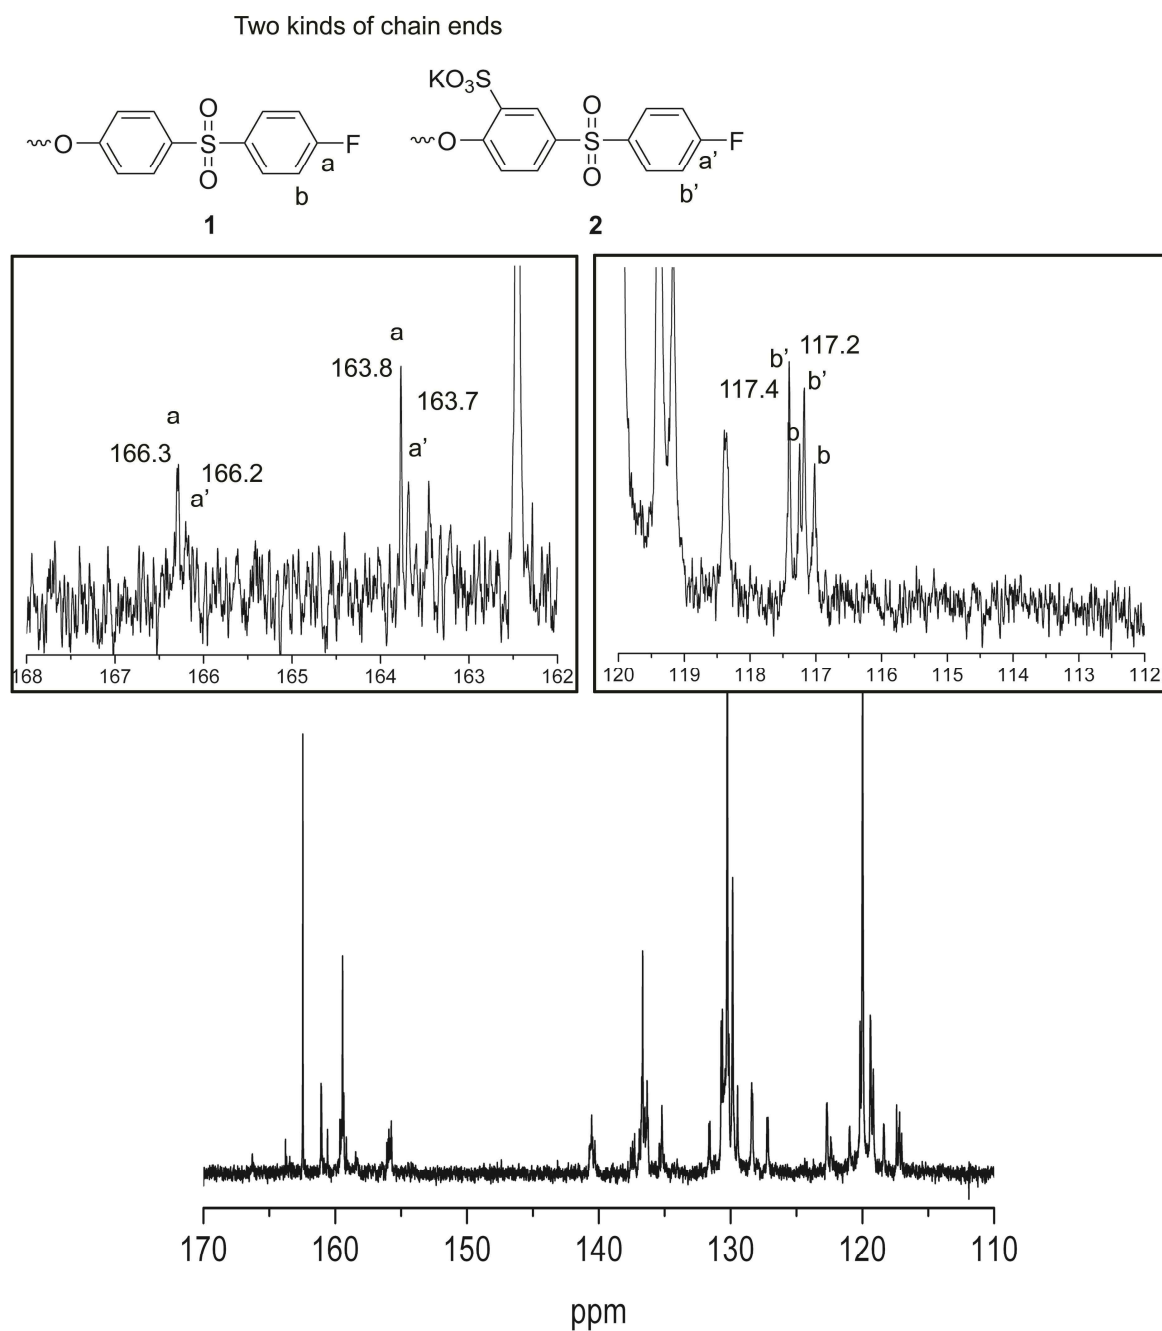 Two kinds of chain ends
KO3S
O
O
O
S
F
O
S
F
O
O
a
a'
b
b'
1
2
a
163.8
163.7
a
a'
166.3
166.2
a'
168 167 166 165 164 163 162
b' 117.2
117.4
b'
b
b
120 119 118 117 116 115 114 113 112
170 160 150 140 130 120 110
ppm